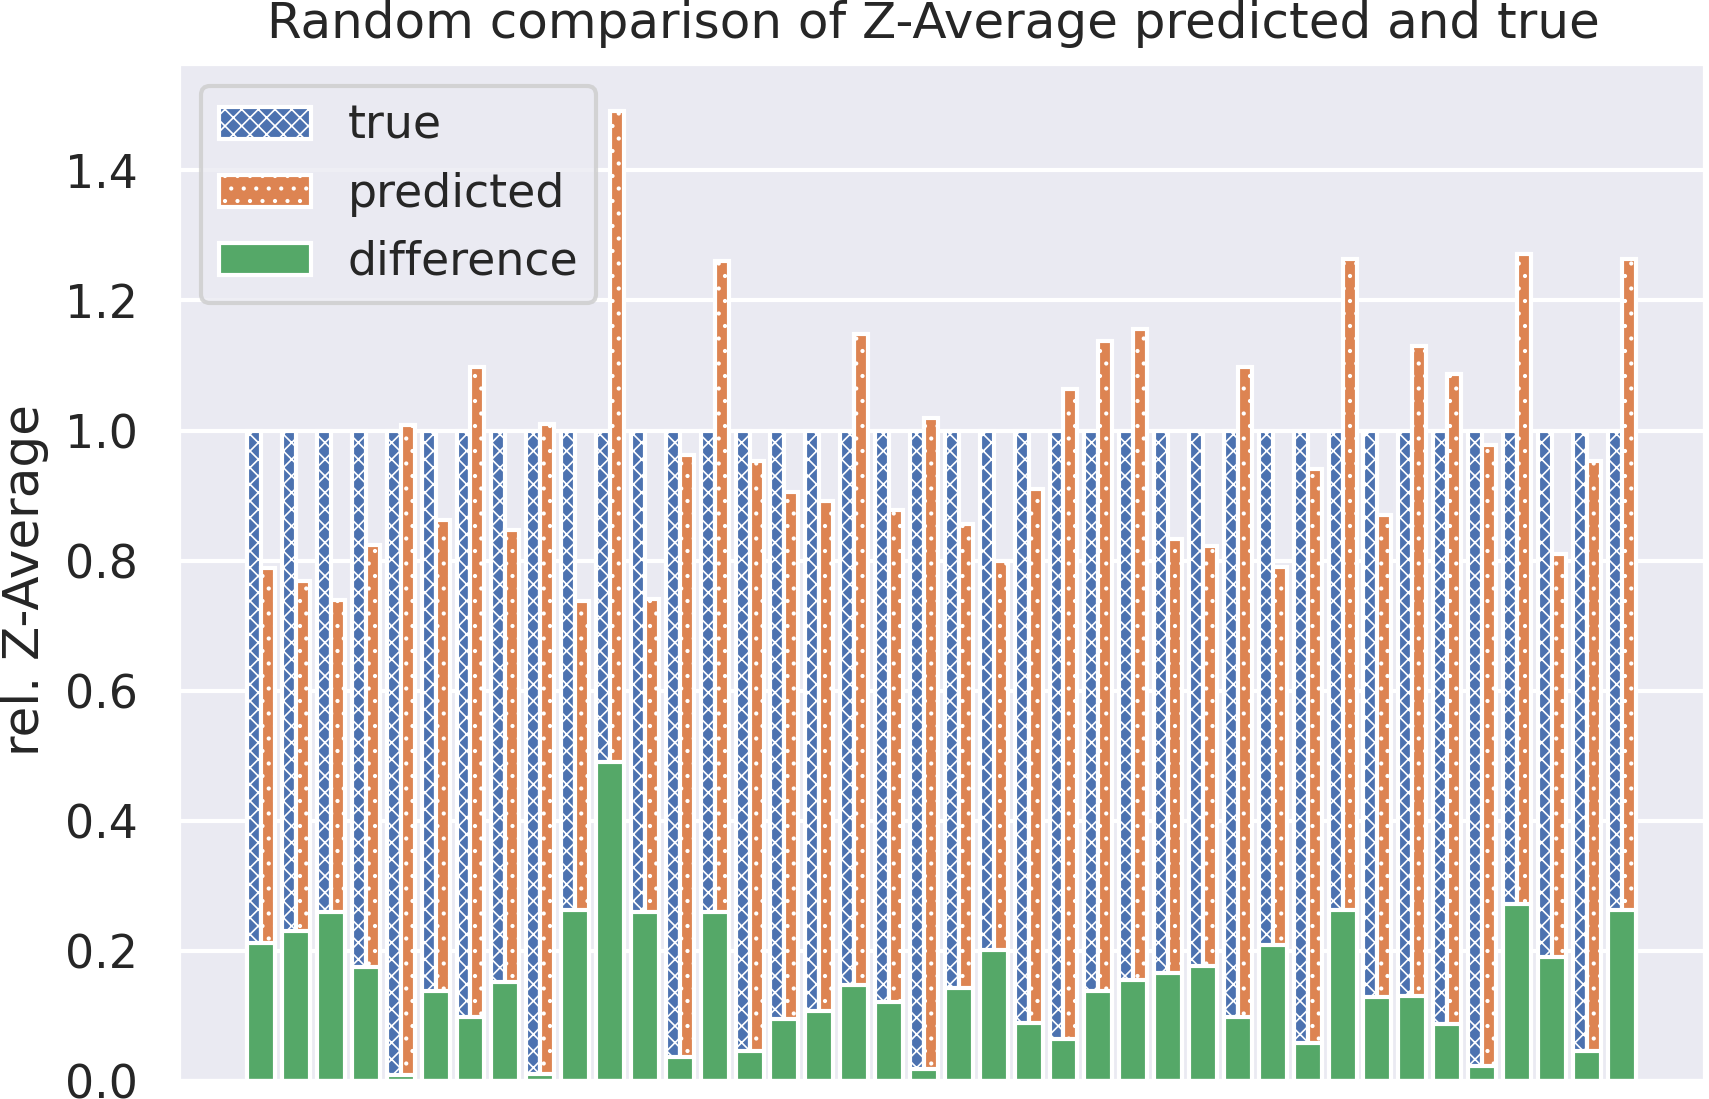 Random comparison of Z-Average predicted and true
true
predicted
difference
rel. Z-Average
1.4
1.2
1.0
0.8
0.6
0.4
0.2
0.0